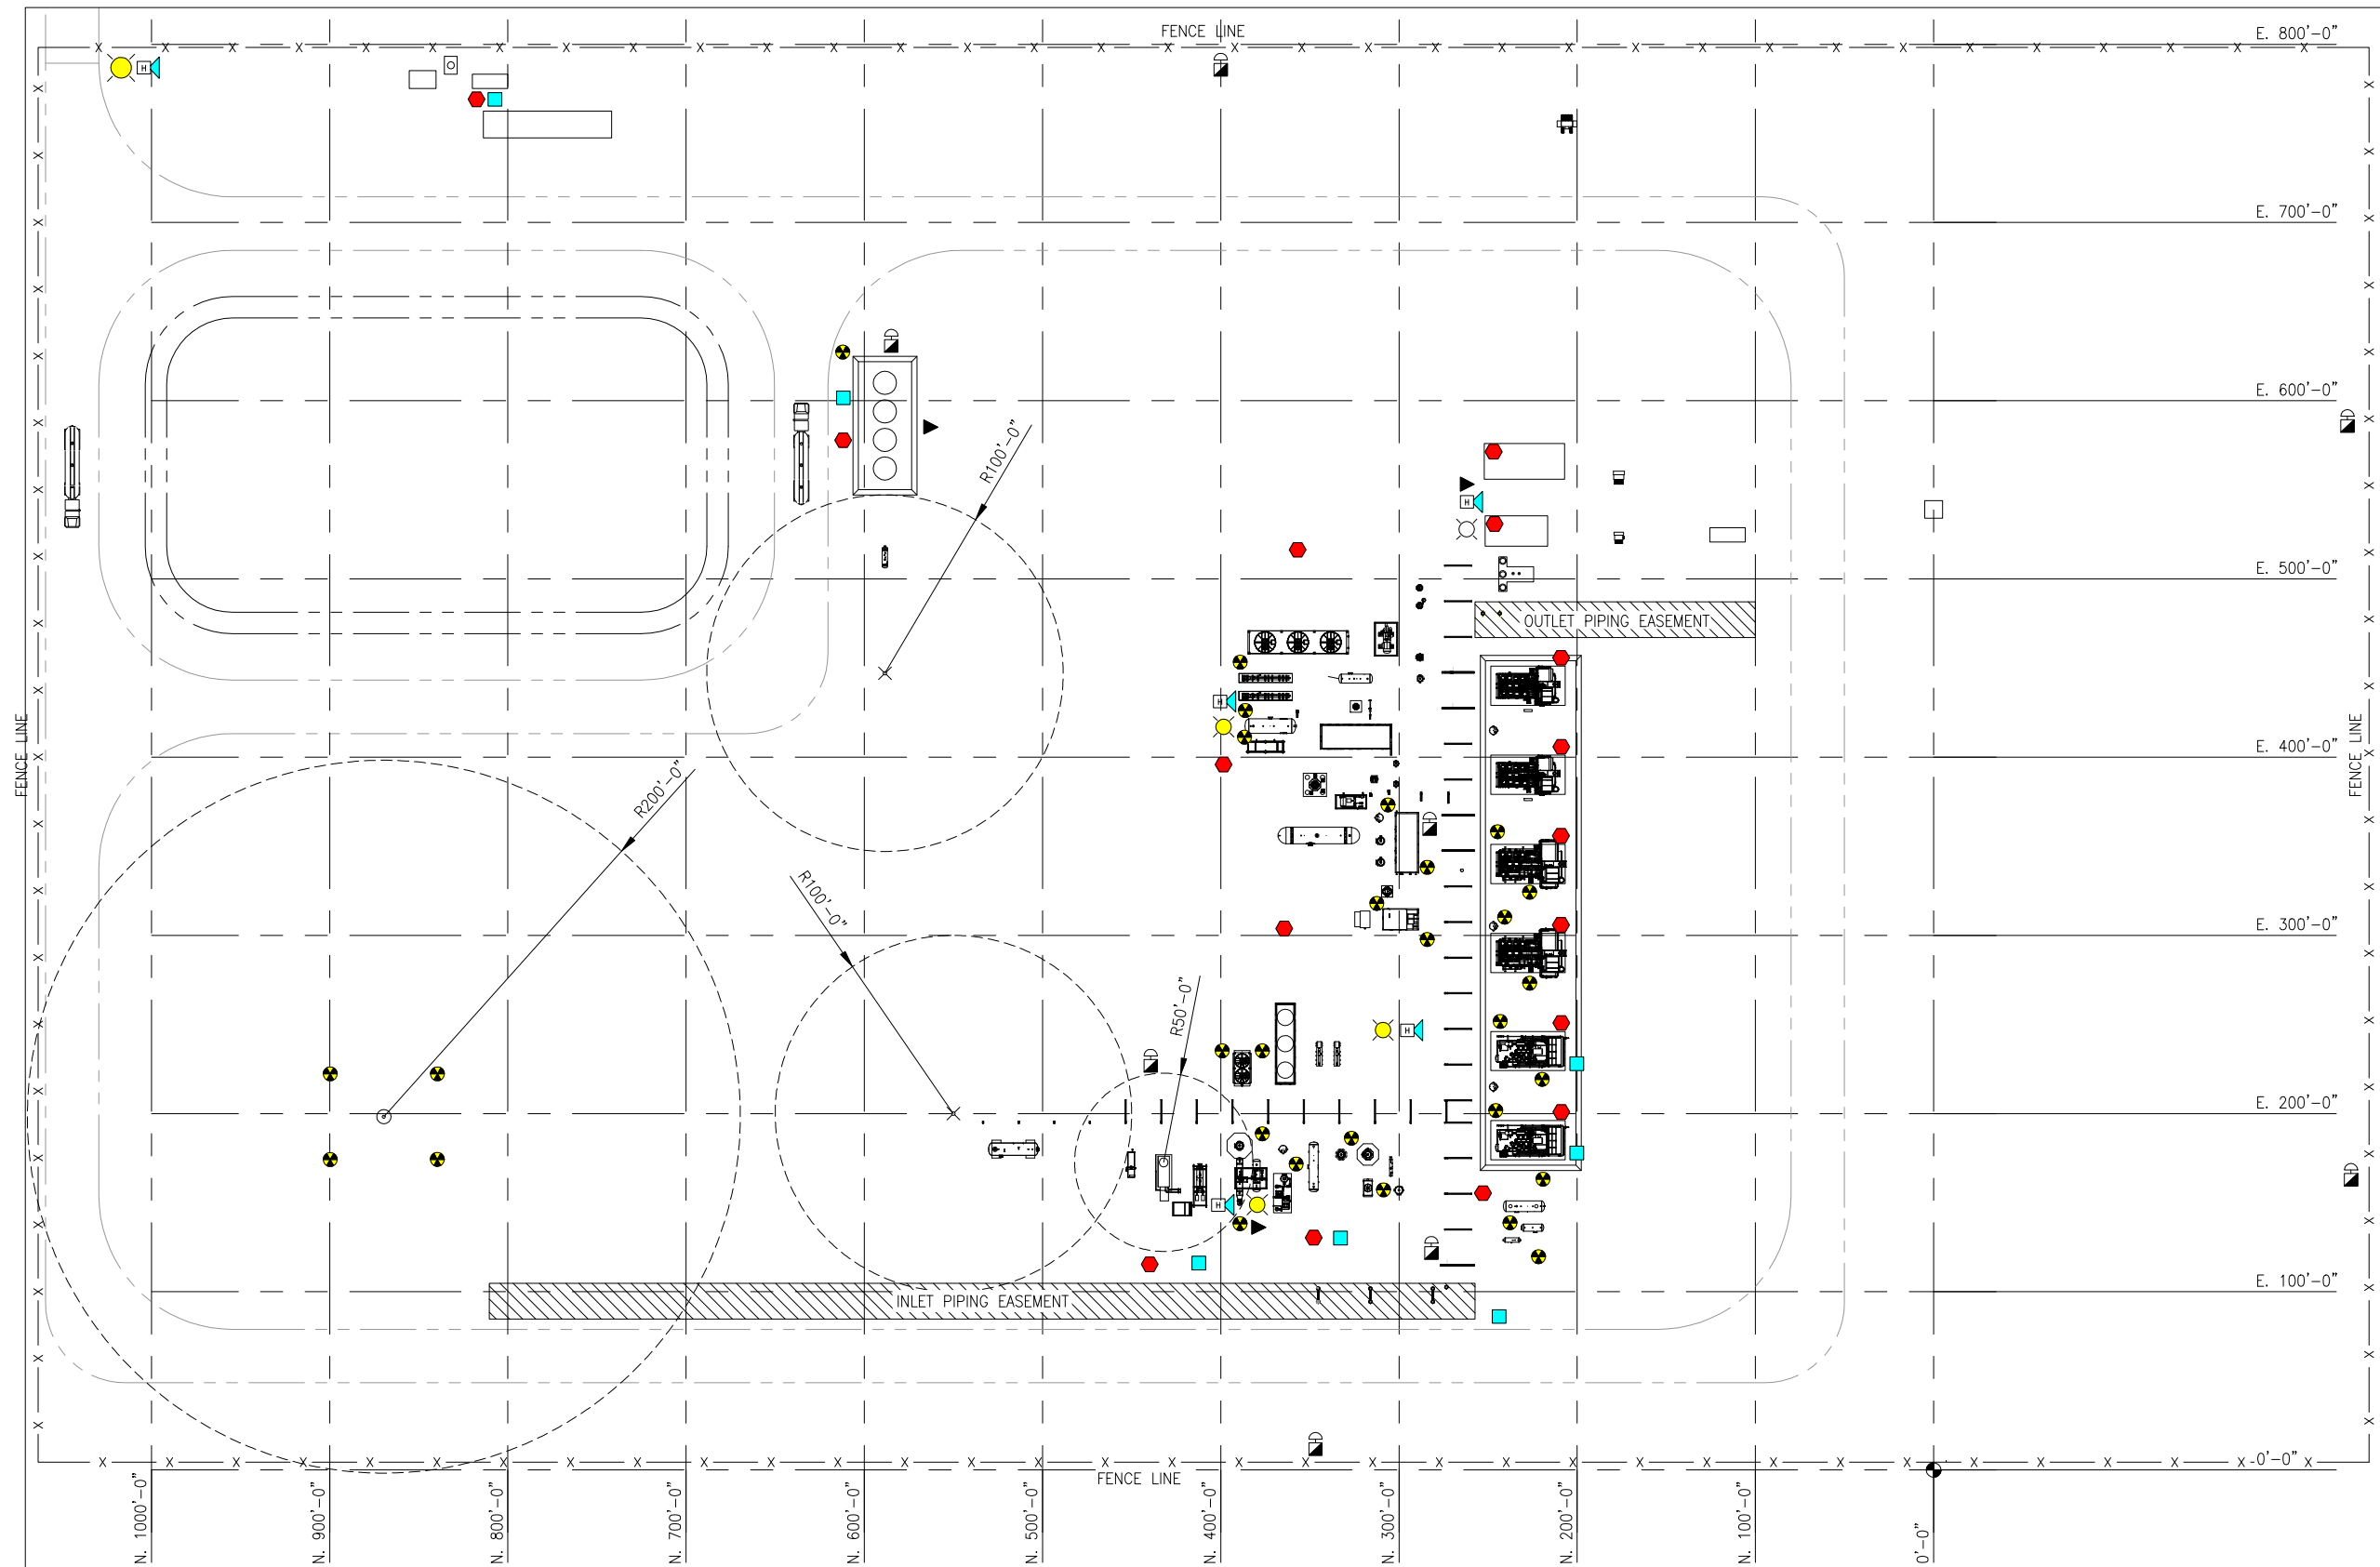 FENCE LINE
E. 800'-0"
E. 700'-0"
E. 600'-0"
R100'-0"
E. 500'-0"
OUTLET PIPING EASEMENT
FENCE LINE
FENCE LINE
E. 400'-0"
R200'-0"
R100'-0"
E. 300'-0"
R50'-0"
E. 200'-0"
E. 100'-0"
INLET PIPING EASEMENT
0'-0"
FENCE LINE
N. 1000'-0"
N. 900'-0"
N. 800'-0"
N. 700'-0"
N. 600'-0"
N. 500'-0"
N. 400'-0"
N. 300'-0"
N. 200'-0"
N. 100'-0"
0'-0"
H
H
H
H
H